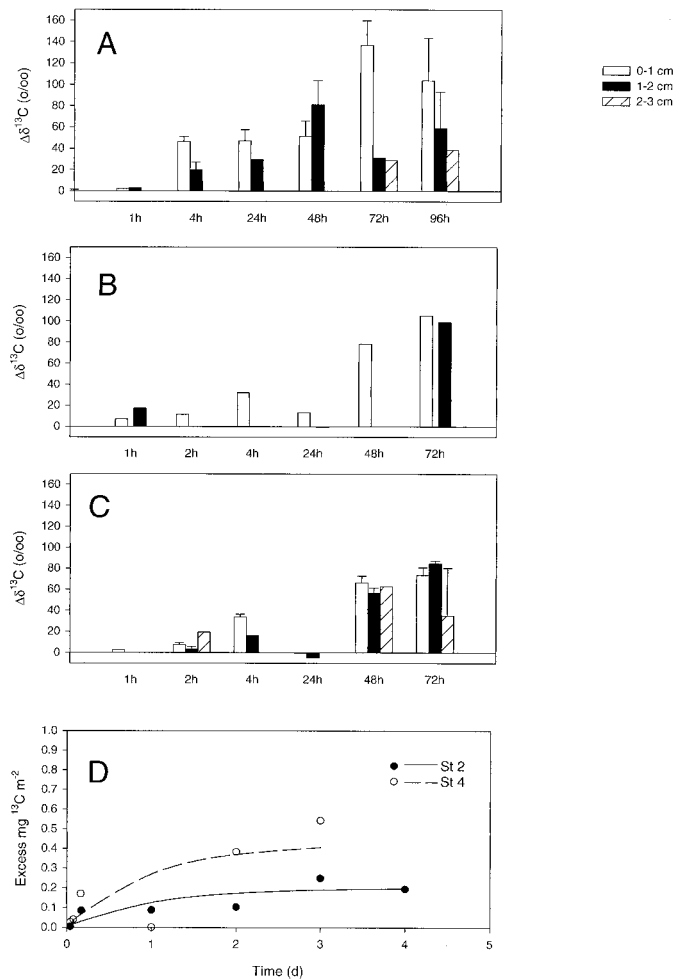 A
Δδ¹³C (o/oo)
160
140
120
100
80
60
40
20
0
1h 4h 24h 48h 72h 96h
0-1 cm
1-2 cm
2-3 cm
B
Δδ¹³C (o/oo)
160
140
120
100
80
60
40
20
0
1h 2h 4h 24h 48h 72h
C
Δδ¹³C (o/oo)
160
140
120
100
80
60
40
20
0
1h 2h 4h 24h 48h 72h
D
Excess mg ¹³C m⁻²
1.0
0.9
0.8
0.7
0.6
0.5
0.4
0.3
0.2
0.1
0.0
St 2
St 4
0 1 2 3 4 5
Time (d)